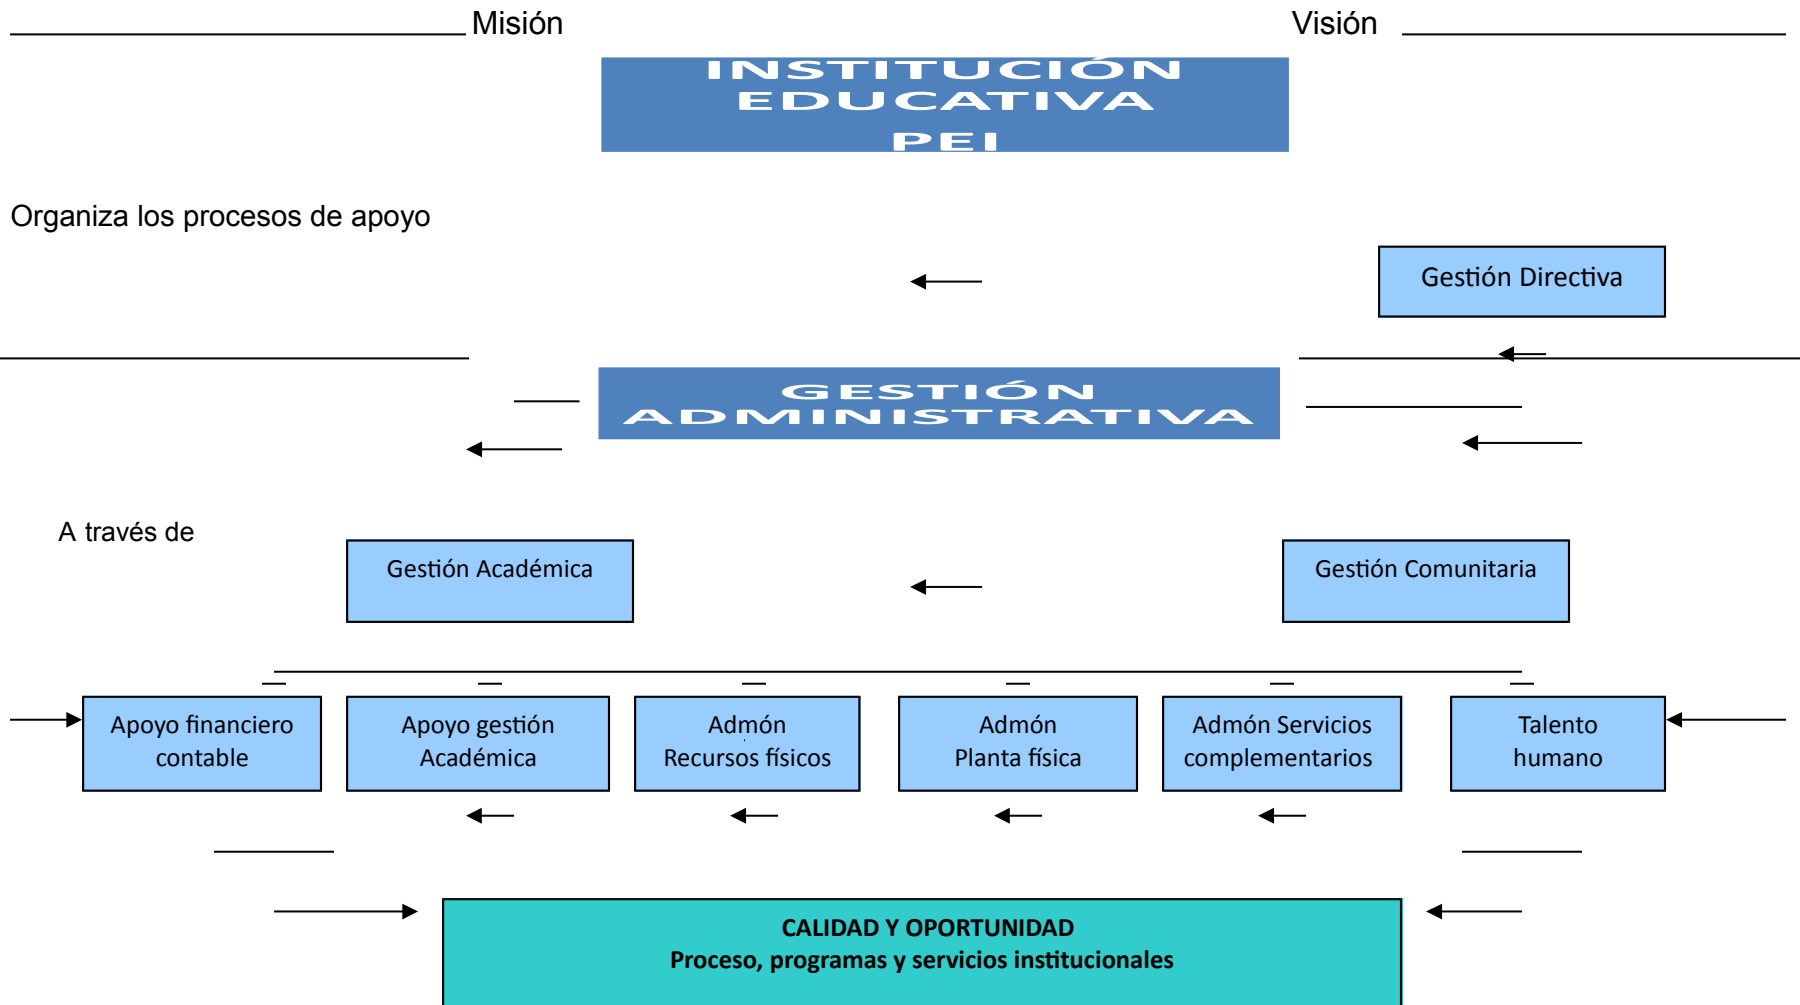 Misión
Visión
INSTITUCIÓN
EDUCATIVA
PEI
Organiza los procesos de apoyo
Gestión Directiva
GESTIÓN
ADMINISTRATIVA
A través de
Gestión Académica
Gestión Comunitaria
Apoyo financiero
contable
Apoyo gestión
Académica
Admón
Recursos físicos
Admón
Planta física
Admón Servicios
complementarios
Talento
humano
CALIDAD Y OPORTUNIDAD
Proceso, programas y servicios institucionales